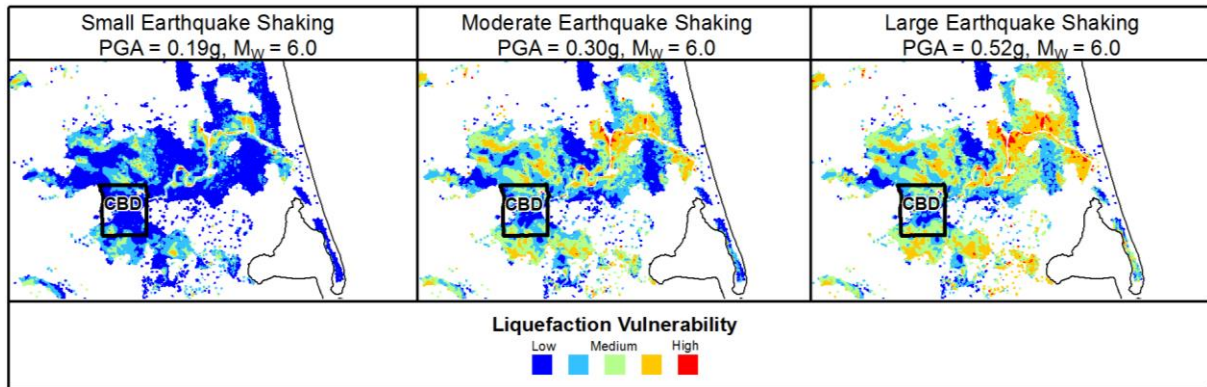 Small Earthquake Shaking
PGA = 0.19g, Mw = 6.0
Moderate Earthquake Shaking
PGA = 0.30g, Mw = 6.0
Large Earthquake Shaking
PGA = 0.52g, Mw = 6.0
CBD
CBD
CBD
Liquefaction Vulnerability
Low Medium High